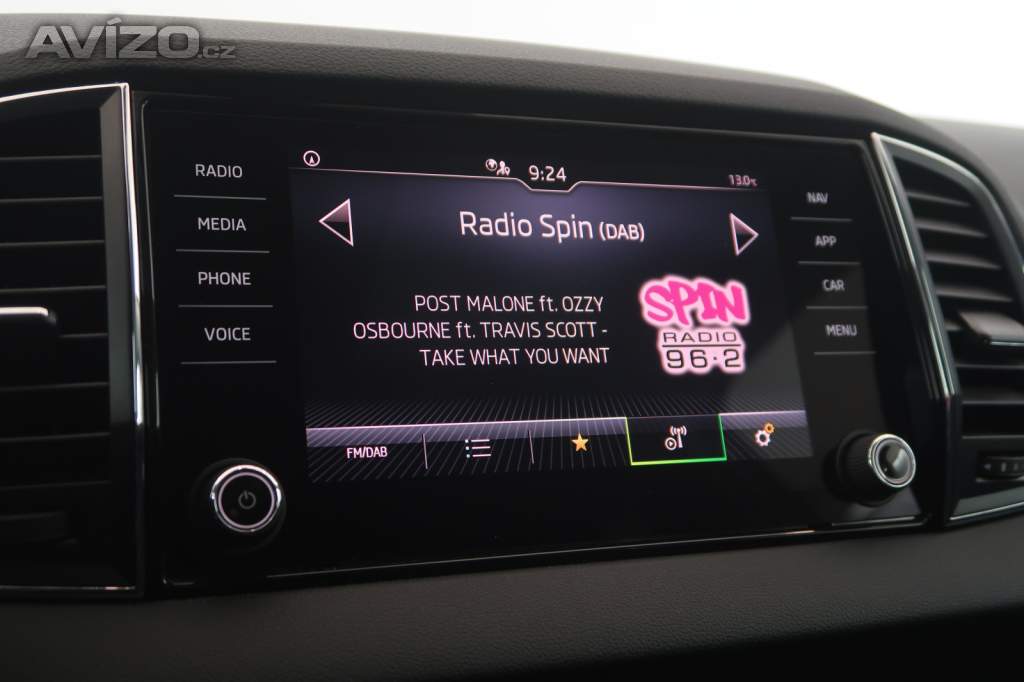 AVÍZO.cz
RADIO
MEDIA
PHONE
VOICE
9:24
13.0°C
Radio Spin (DAB)
POST MALONE ft. OZZY
OSBOURNE ft. TRAVIS SCOTT -
TAKE WHAT YOU WANT
SPIN
RADIO
96·2
FM/DAB
NAV
APP
CAR
MENU